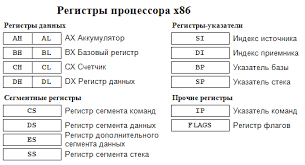 Регистры процессора x86
Регистры данных
AH AL AX Аккумулятор
BH BL BX Базовый регистр
CH CL CX Счетчик
DH DL DX Регистр данных
Сегментные регистры
CS Регистр сегмента команд
DS Регистр сегмента данных
ES Регистр дополнительного сегмента данных
SS Регистр сегмента стека
Регистры-указатели
SI Индекс источника
DI Индекс приемника
BP Указатель базы
SP Указатель стека
Прочие регистры
IP Указатель команд
FLAGS Регистр флагов